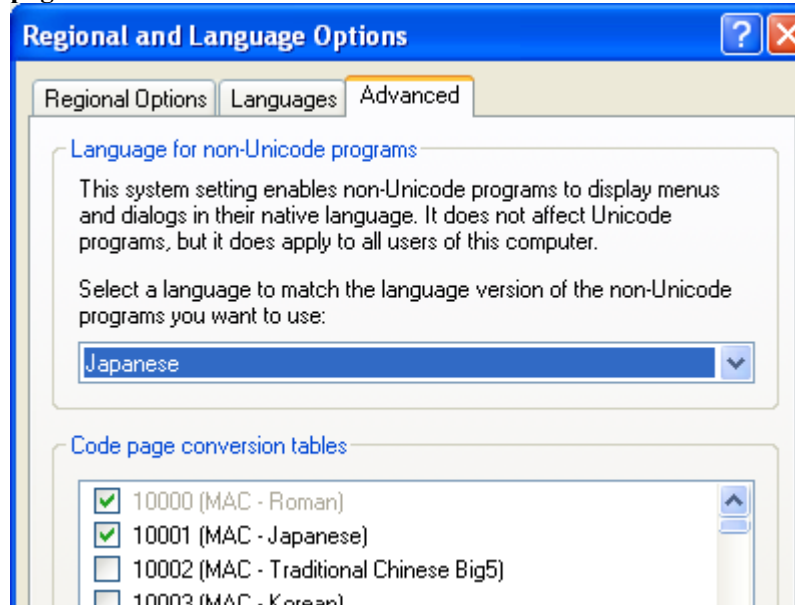 Regional and Language Options
Regional Options Languages Advanced
Language for non-Unicode programs
This system setting enables non-Unicode programs to display menus
and dialogs in their native language. It does not affect Unicode
programs, but it does apply to all users of this computer.
Select a language to match the language version of the non-Unicode
programs you want to use:
Japanese
Code page conversion tables
10000 (MAC - Roman)
10001 (MAC - Japanese)
10002 (MAC - Traditional Chinese Big5)
10003 (MAC - Korean)